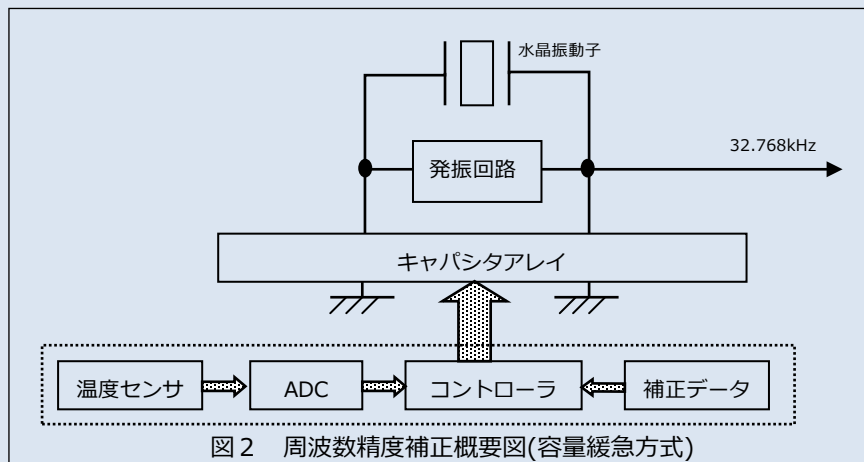 水晶振動子
32.768kHz
発振回路
キャパシタアレイ
温度センサ
ADC
コントローラ
補正データ
図２　周波数精度補正概要図(容量緩急方式)